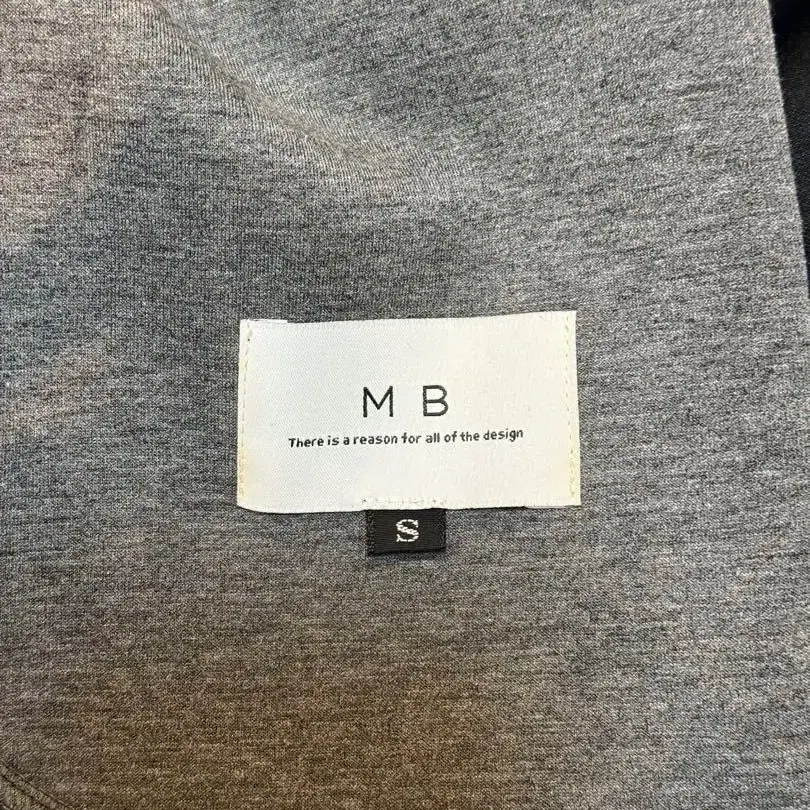 M B
There is a reason for all of the design
S